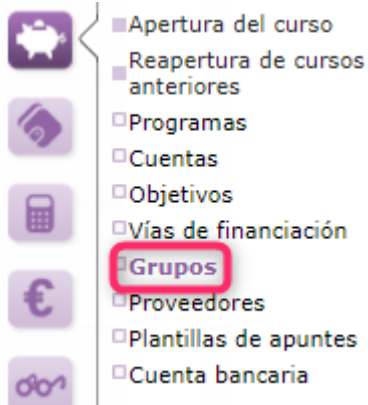 Apertura del curso
Reapertura de cursos
anteriores
Programas
Cuentas
Objetivos
Vías de financiación
Grupos
Proveedores
Plantillas de apuntes
Cuenta bancaria
€